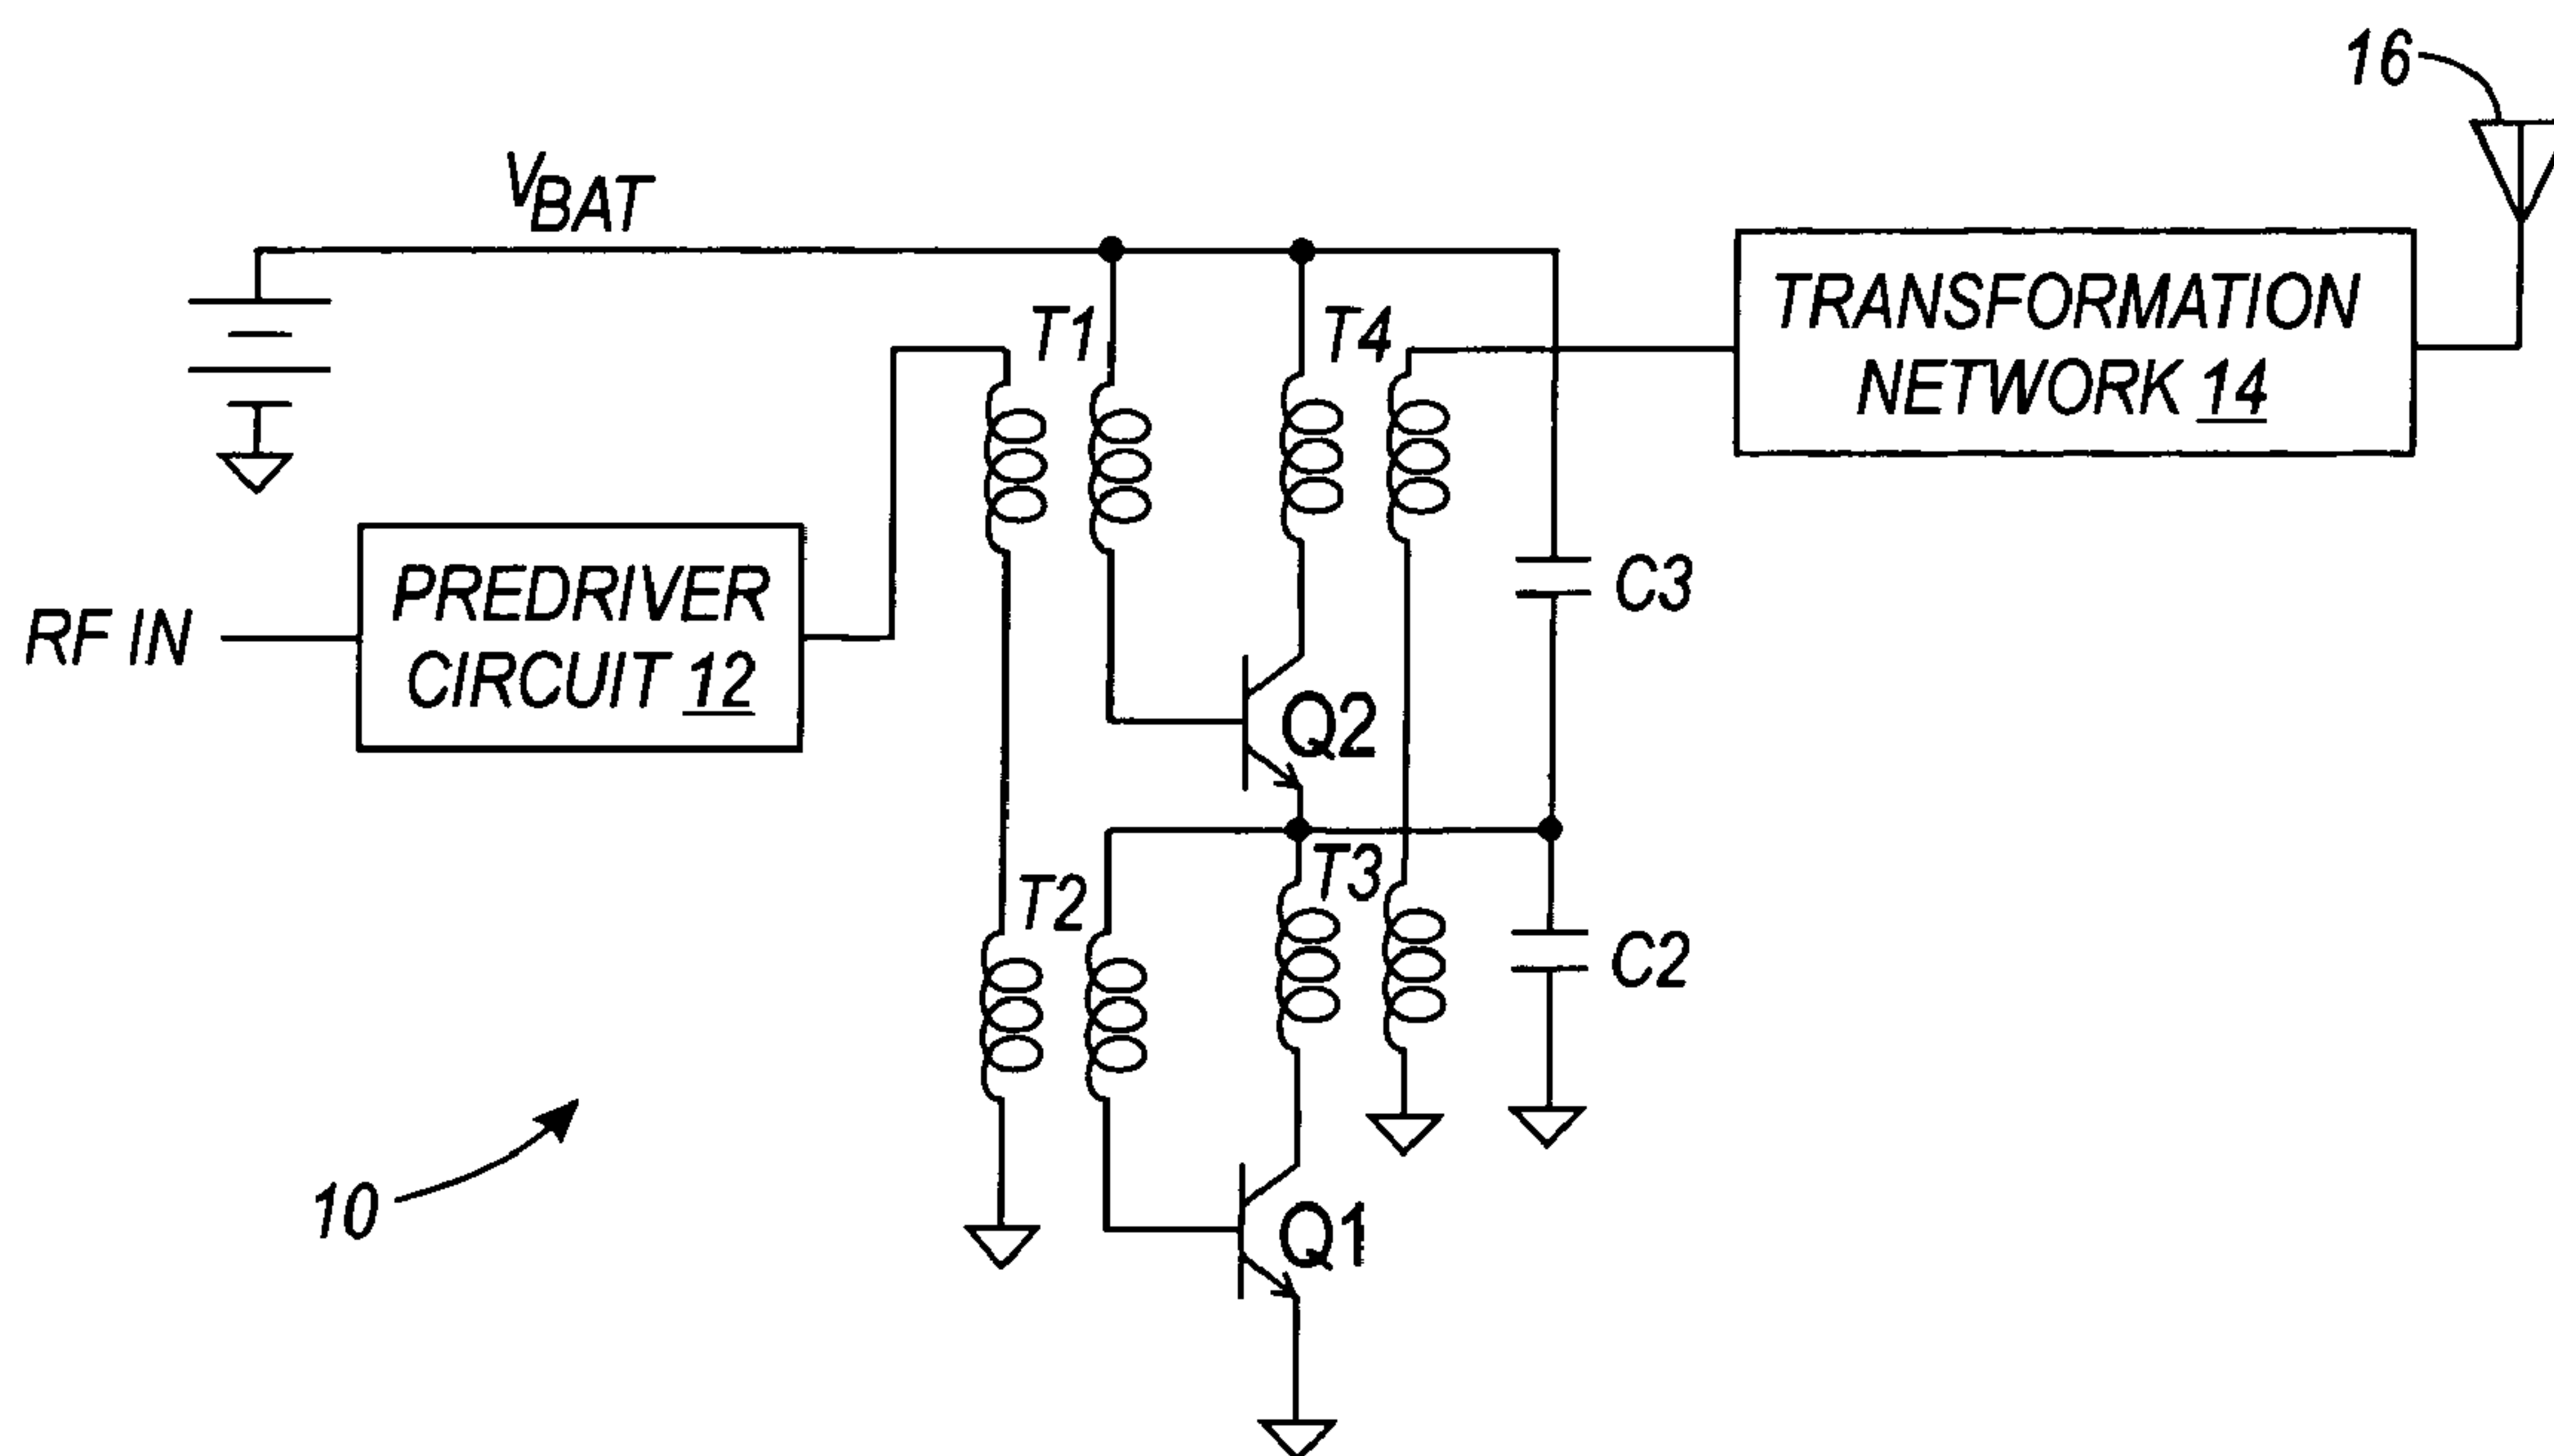 16
VBAT
T1
T4
TRANSFORMATION
NETWORK 14
PREDRIVER
CIRCUIT 12
RF IN
C3
Q2
T3
T2
C2
10
Q1